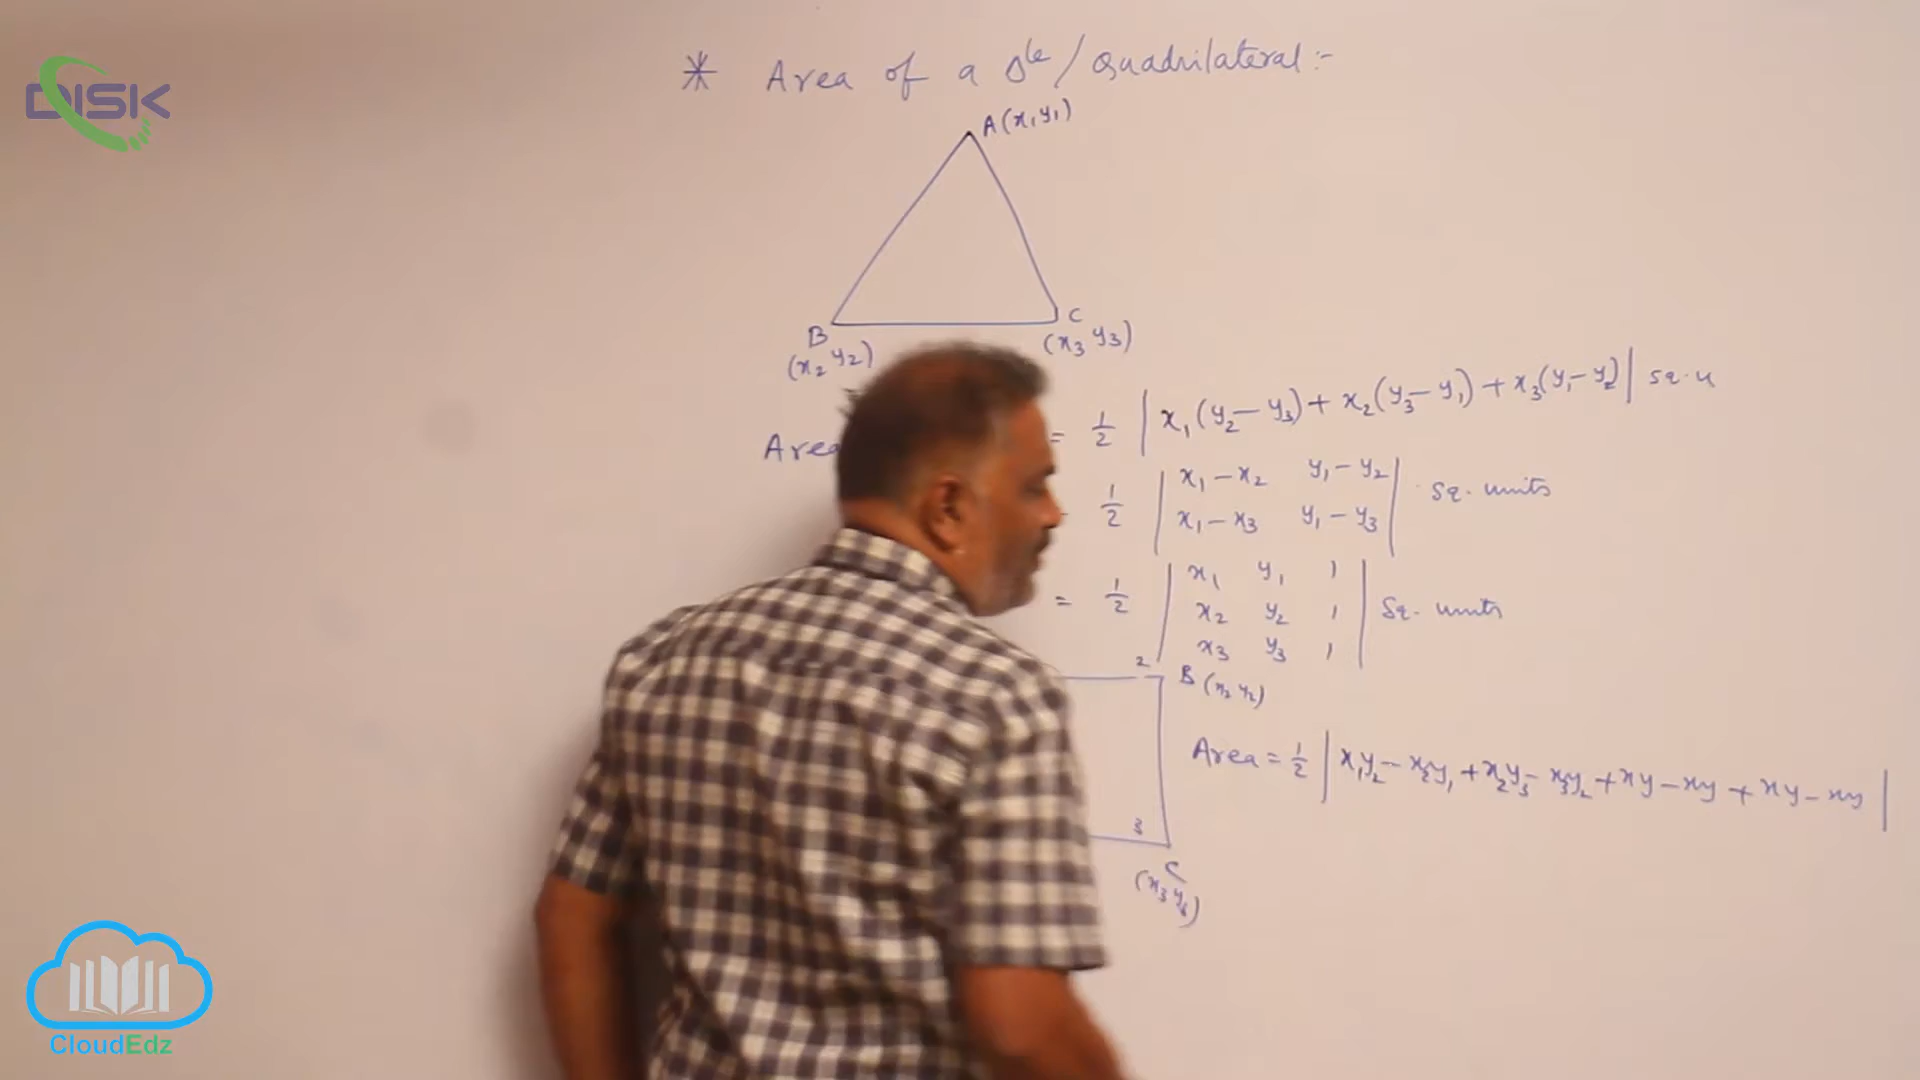 DISK
* Area of a Δle / Quadrilateral :-
A (x₁ y₁)
B
(x₂ y₂)
C
(x₃ y₃)
Area = 1/2 | x₁(y₂ - y₃) + x₂(y₃ - y₁) + x₃(y₁ - y₂) | sq. u
1/2 | x₁ - x₂ y₁ - y₂ | sq. units
x₁ - x₃ y₁ - y₃
= 1/2 | x₁ y₁ 1 | Sq. units
x₂ y₂ 1
x₃ y₃ 1
2 B (x₂ y₂)
Area = 1/2 | x₁y₂ - x₂y₁ + x₂y₃ - x₃y₂ + xy - xy + xy - xy |
3
C
(x₃ y₃)
CloudEdz